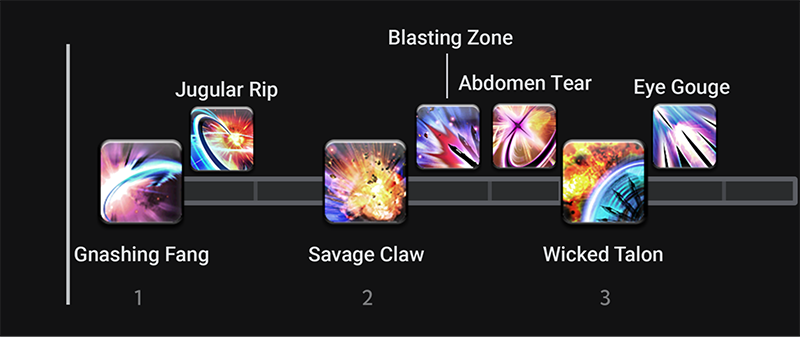 Blasting Zone
Jugular Rip
Abdomen Tear
Eye Gouge
Gnashing Fang
Savage Claw
Wicked Talon
1
2
3